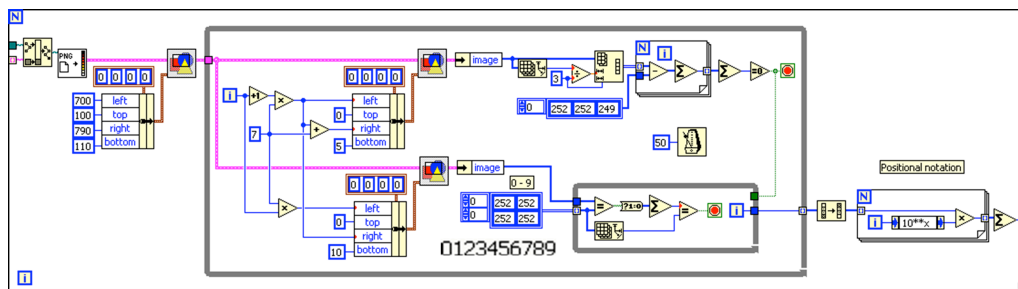 N
PNG
0 0 0 0
700 left
100 top
790 right
110 bottom
i
+1
×
7
+
×
0 0 0 0
left
0 top
right
5 bottom
image
3
÷
0 252 252 249
N
i
-
Σ
Σ
=0
50
0 0 0 0
left
0 top
right
10 bottom
image
0 - 9
0 252 252
0 252 252
=
?1:0
Σ
=
i
0123456789
Positional notation
N
i
10**x
×
Σ
i